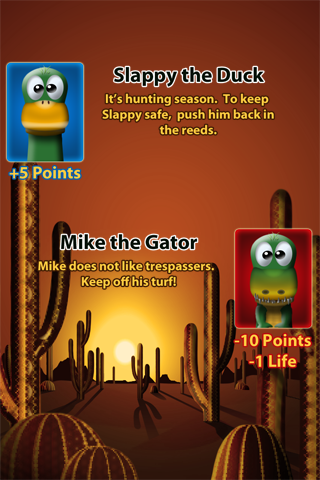 Slappy the Duck
It's hunting season.  To keep
Slappy safe,  push him back in
the reeds.
+5 Points
Mike the Gator
Mike does not like trespassers.
Keep off his turf!
-10 Points
-1 Life